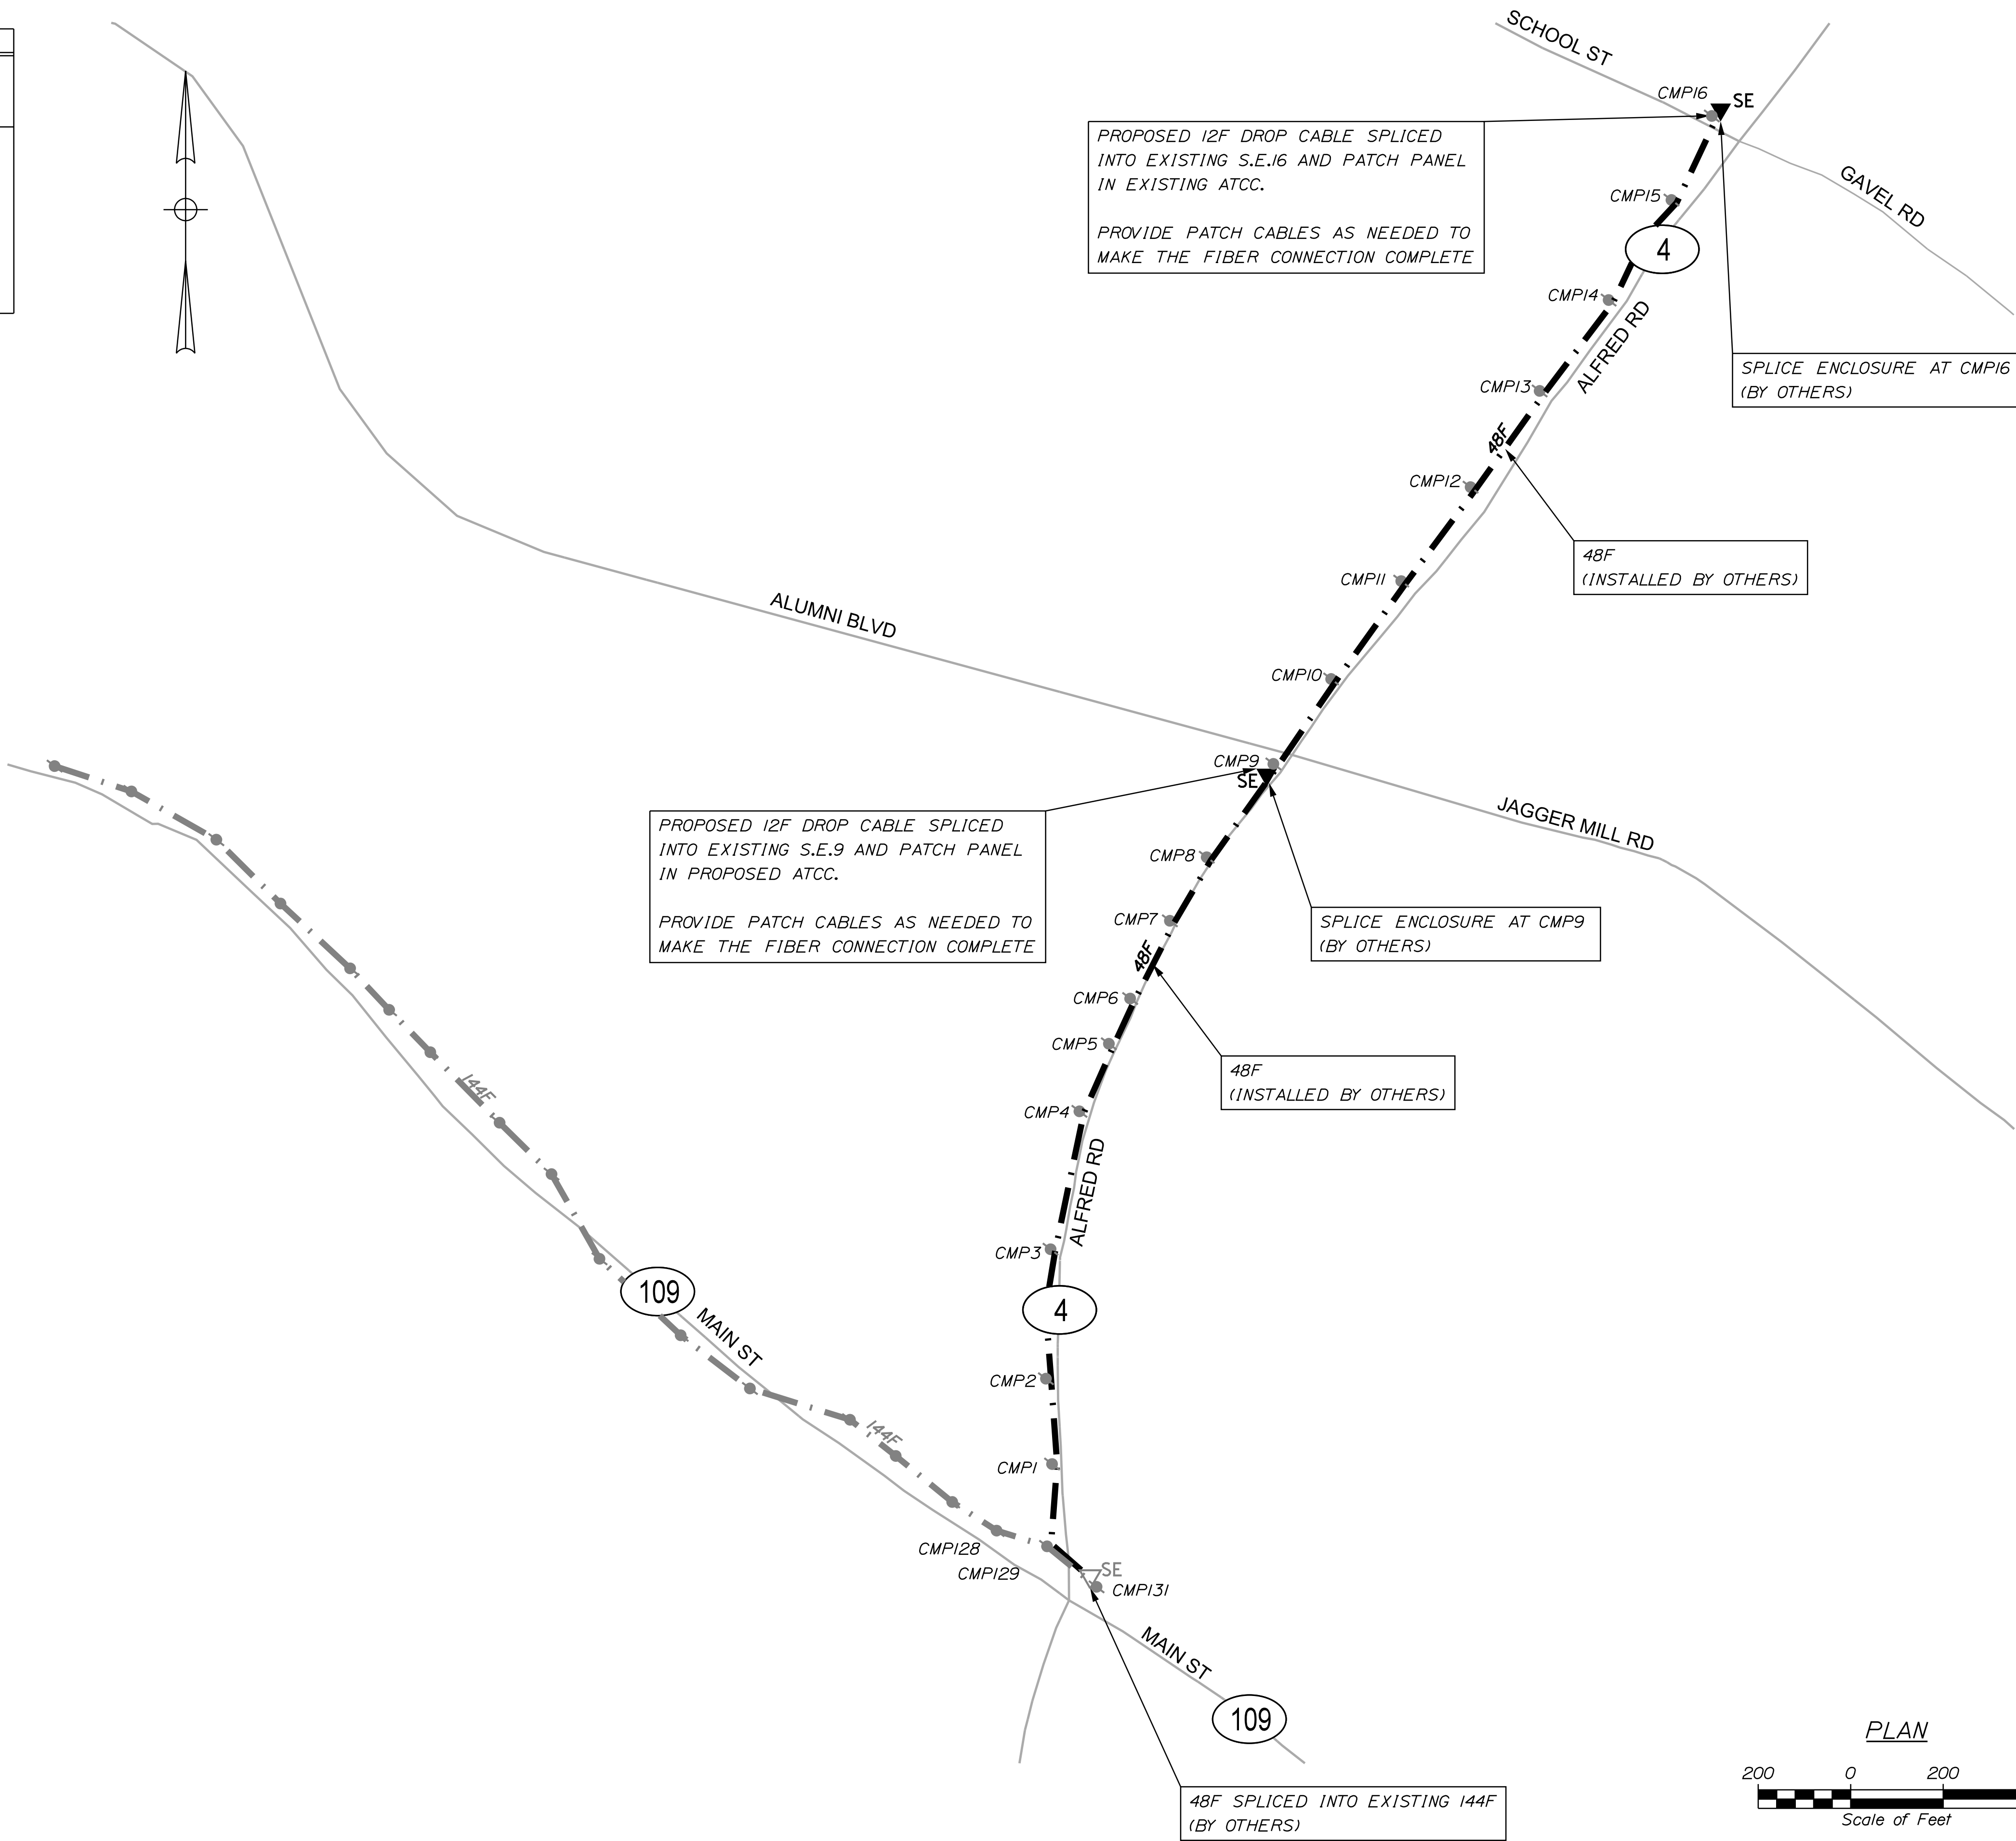 SCHOOL ST
CMP16
SE
PROPOSED 12F DROP CABLE SPLICED
INTO EXISTING S.E.16 AND PATCH PANEL
IN EXISTING ATCC.
PROVIDE PATCH CABLES AS NEEDED TO
MAKE THE FIBER CONNECTION COMPLETE
GAVEL RD
CMP15
4
CMP14
ALFRED RD
SPLICE ENCLOSURE AT CMP16
(BY OTHERS)
CMP13
48F
CMP12
48F
(INSTALLED BY OTHERS)
CMP11
ALUMNI BLVD
CMP10
CMP9
SE
JAGGER MILL RD
PROPOSED 12F DROP CABLE SPLICED
INTO EXISTING S.E.9 AND PATCH PANEL
IN PROPOSED ATCC.
PROVIDE PATCH CABLES AS NEEDED TO
MAKE THE FIBER CONNECTION COMPLETE
CMP8
CMP7
SPLICE ENCLOSURE AT CMP9
(BY OTHERS)
48F
CMP6
CMP5
48F
(INSTALLED BY OTHERS)
144F
CMP4
ALFRED RD
CMP3
109
4
MAIN ST
CMP2
144F
CMP1
CMP128
CMP129
SE
CMP131
MAIN ST
109
48F SPLICED INTO EXISTING 144F
(BY OTHERS)
PLAN
200 0 200
Scale of Feet